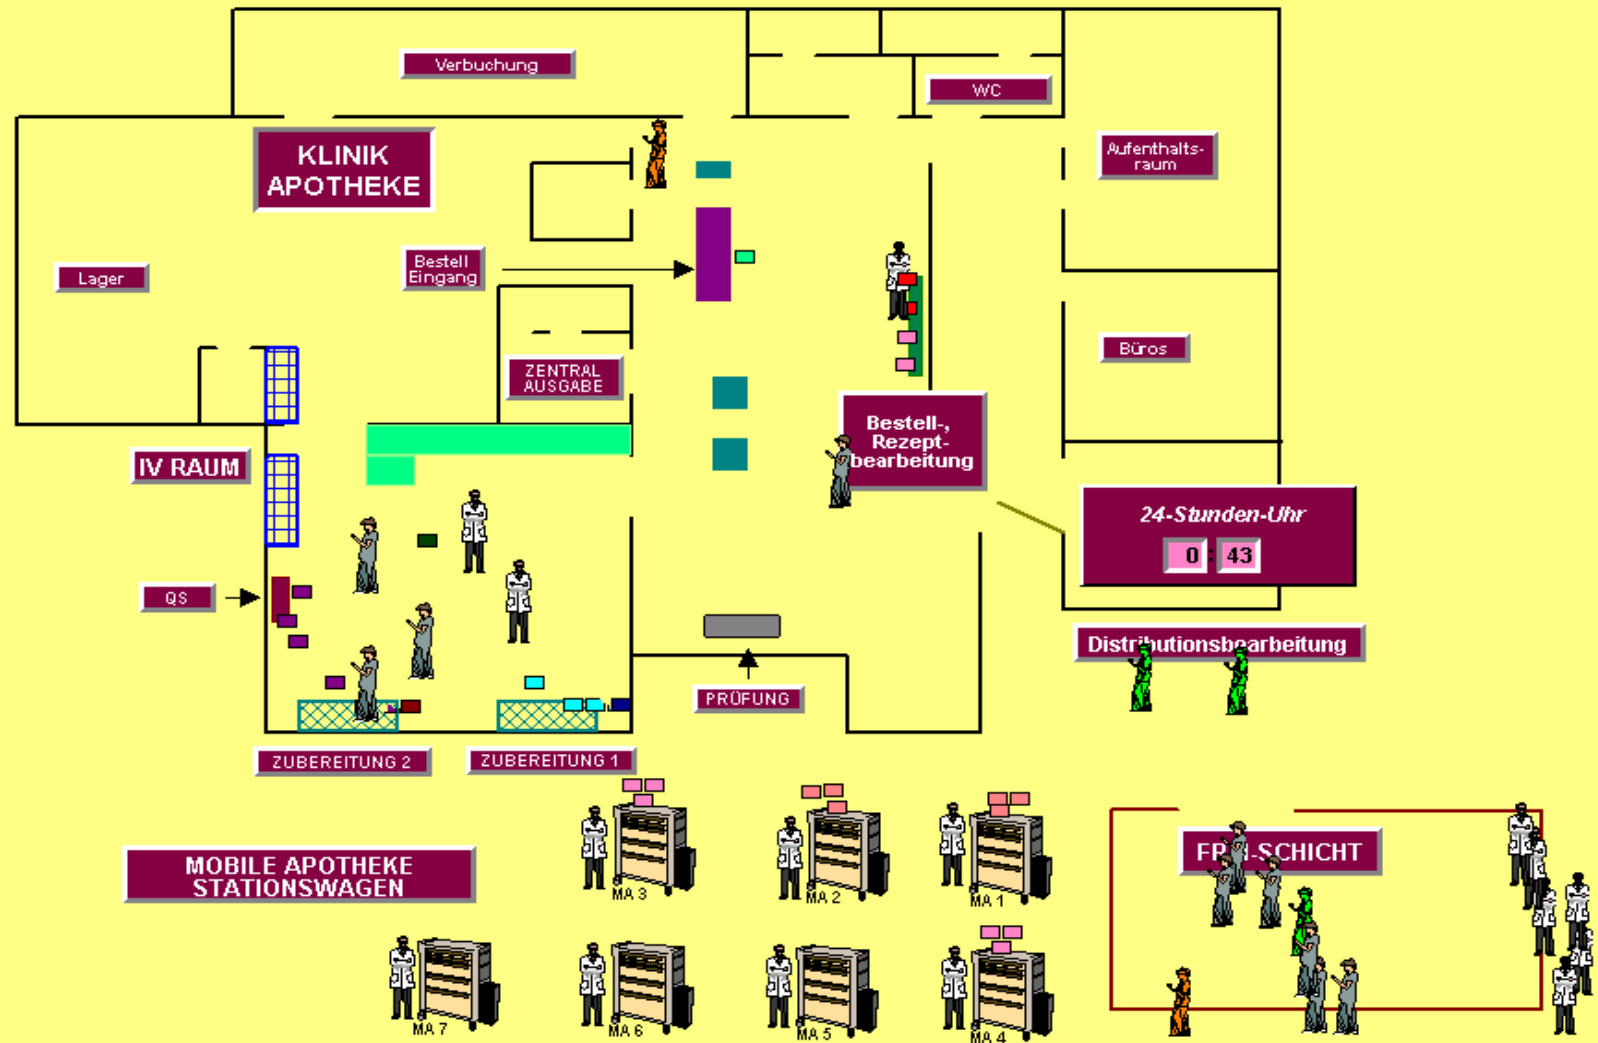 Verbuchung
WC
KLINIK
APOTHEKE
Aufenthalts-
raum
Bestell
Eingang
Lager
Büros
ZENTRAL
AUSGABE
Bestell-,
Rezept-
bearbeitung
IV RAUM
24-Stunden-Uhr
0 : 43
QS
Distributionsbearbeitung
PRÜFUNG
ZUBEREITUNG 2
ZUBEREITUNG 1
MOBILE APOTHEKE
STATIONSWAGEN
MA 3
MA 2
MA 1
FREI-SCHICHT
MA 7
MA 6
MA 5
MA 4